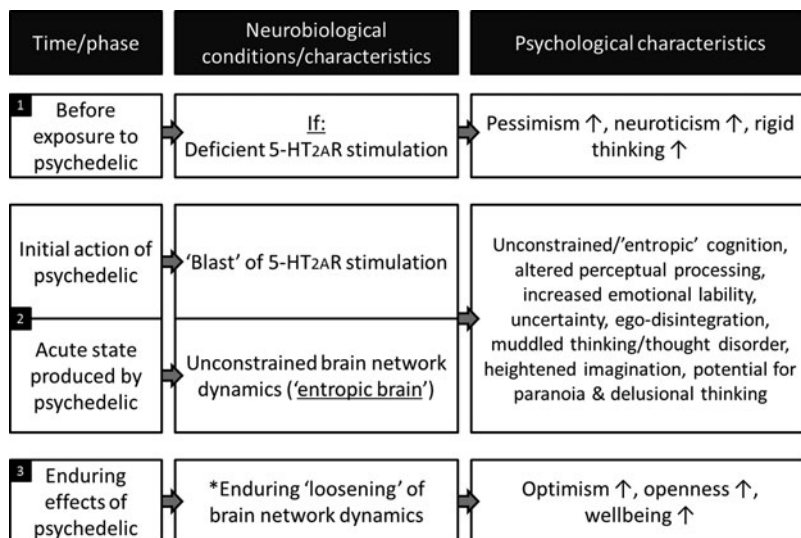 Time/phase
Neurobiological
conditions/characteristics
Psychological characteristics
1
Before
exposure to
psychedelic
If:
Deficient 5-HT2AR stimulation
Pessimism ↑, neuroticism ↑, rigid
thinking ↑
Initial action of
psychedelic
‘Blast’ of 5-HT2AR stimulation
2
Acute state
produced by
psychedelic
Unconstrained brain network
dynamics (‘entropic brain’)
Unconstrained/’entropic’ cognition,
altered perceptual processing,
increased emotional lability,
uncertainty, ego-disintegration,
muddled thinking/thought disorder,
heightened imagination, potential for
paranoia & delusional thinking
3
Enduring
effects of
psychedelic
*Enduring ‘loosening’ of
brain network dynamics
Optimism ↑, openness ↑,
wellbeing ↑